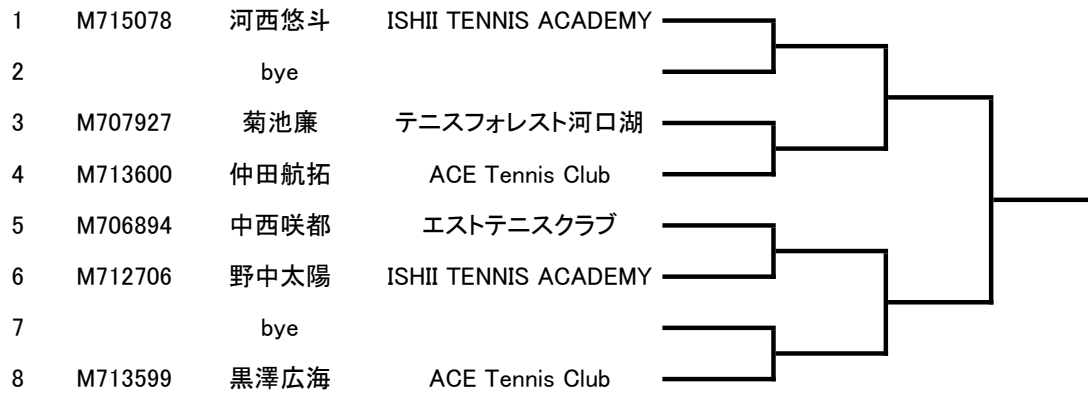 1 M715078 河西悠斗 ISHII TENNIS ACADEMY
2 bye
3 M707927 菊池廉 テニスフォレスト河口湖
4 M713600 仲田航拓 ACE Tennis Club
5 M706894 中西咲都 エストテニスクラブ
6 M712706 野中太陽 ISHII TENNIS ACADEMY
7 bye
8 M713599 黒澤広海 ACE Tennis Club